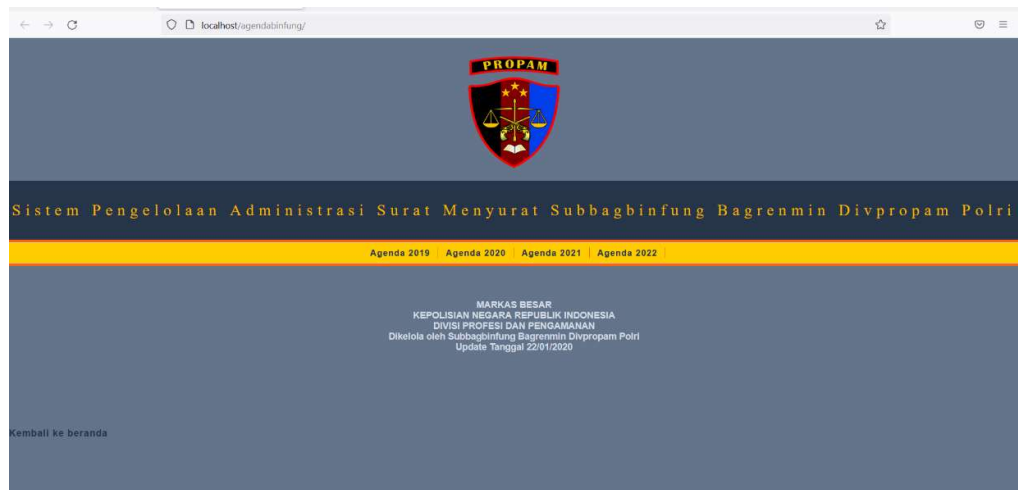 localhost/agendabinfung/
PROPAM
Sistem Pengelolaan Administrasi Surat Menyurat Subbagbinfung Bagrenmin Divpropam Polri
Agenda 2019 | Agenda 2020 | Agenda 2021 | Agenda 2022 |
MARKAS BESAR
KEPOLISIAN NEGARA REPUBLIK INDONESIA
DIVISI PROFESI DAN PENGAMANAN
Dikelola oleh Subbagbinfung Bagrenmin Divpropam Polri
Update Tanggal 22/01/2020
Kembali ke beranda